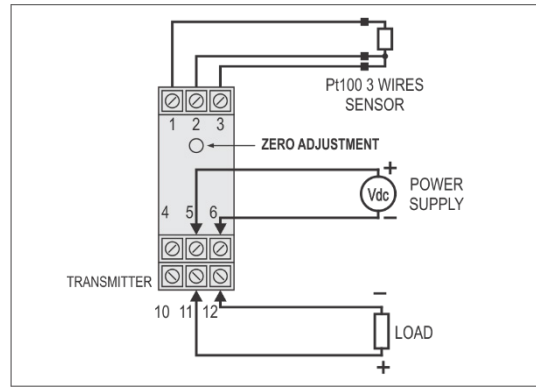 Pt100 3 WIRES
SENSOR
1 2 3
ZERO ADJUSTMENT
+
Vdc
POWER
SUPPLY
4 5 6
−
TRANSMITTER
10 11 12
−
LOAD
+